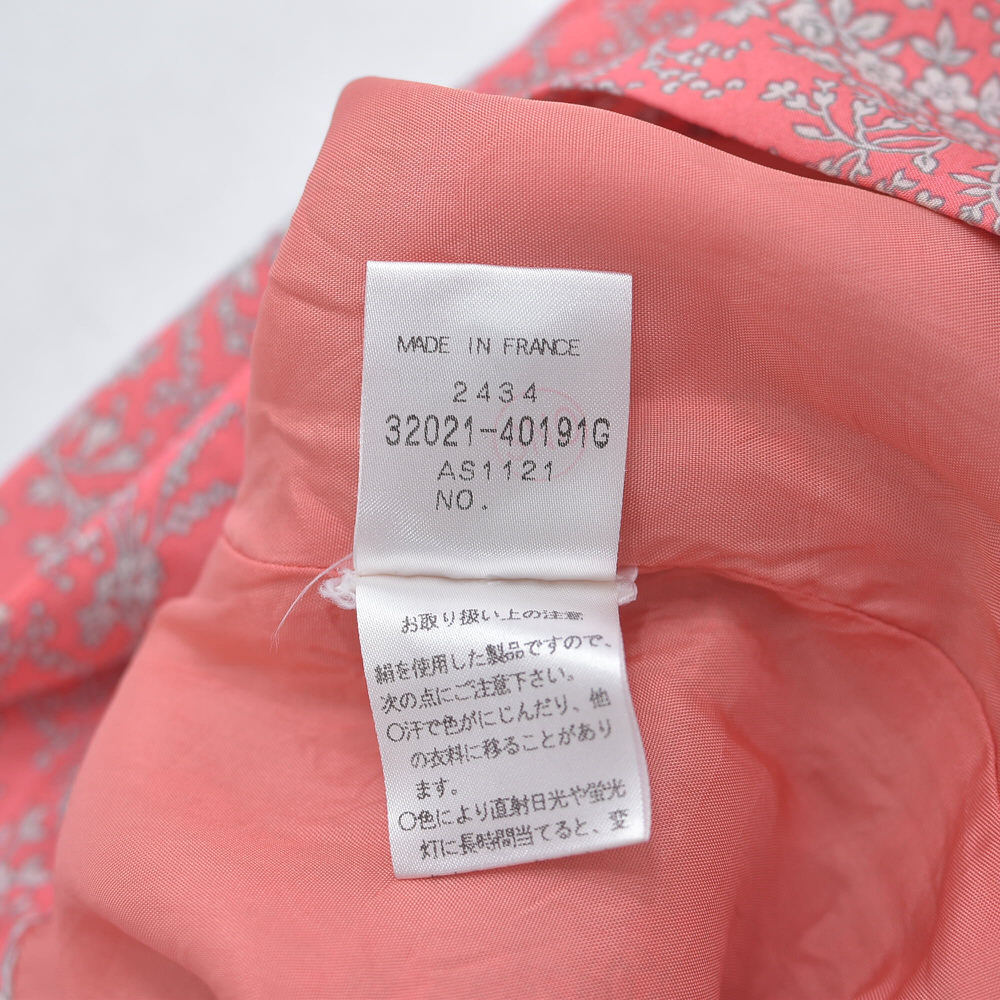 MADE IN FRANCE
2434
32021-40191G
AS1121
NO.
お取り扱い上の注意
絹を使用した製品ですので、
次の点にご注意下さい。
○汗で色がにじんだり、他
の衣料に移ることがあり
ます。
○色により直射日光や蛍光
灯に長時間当てると、変